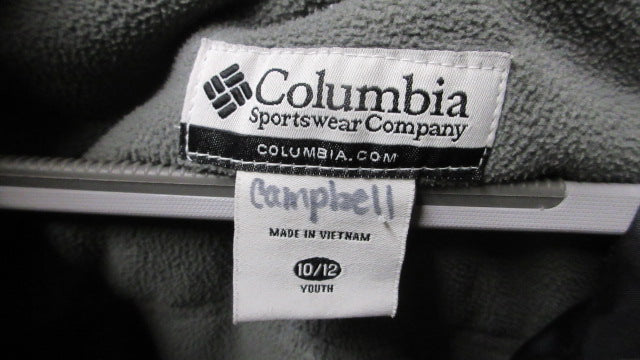 Columbia
Sportswear Company
COLUMBIA.COM
Campbell
MADE IN VIETNAM
10/12
YOUTH